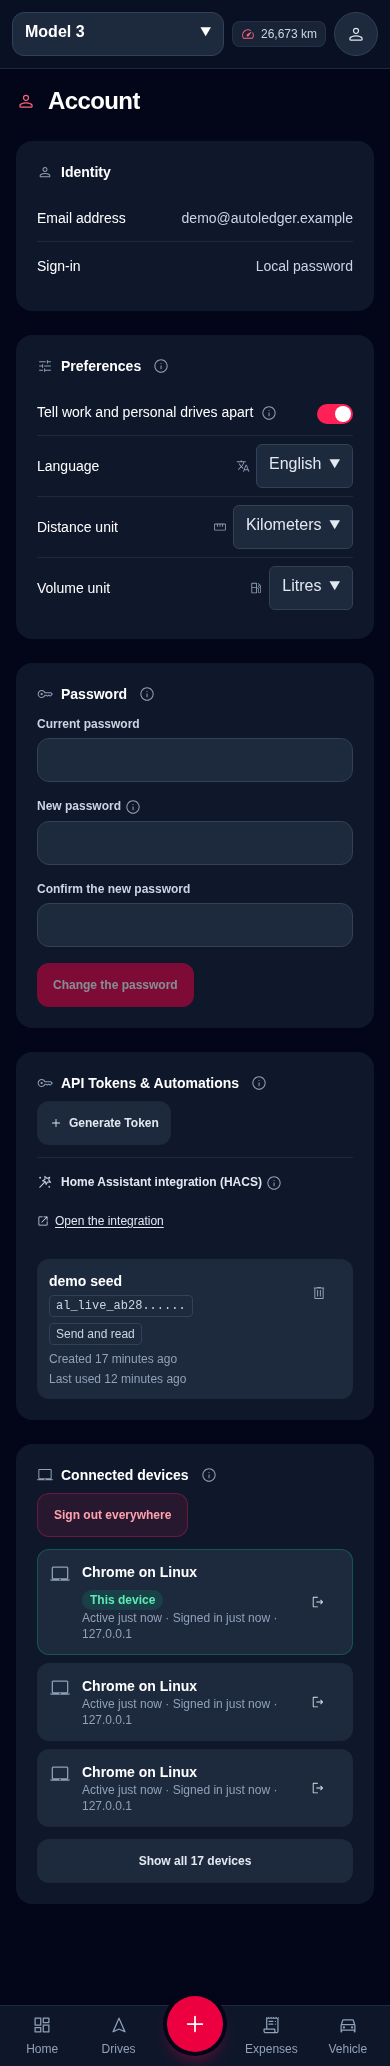 Model 3
26,673 km
Account
Identity
Email address
demo@autoledger.example
Sign-in
Local password
Preferences
Tell work and personal drives apart
Language
English
Distance unit
Kilometers
Volume unit
Litres
Password
Current password
New password
Confirm the new password
Change the password
API Tokens & Automations
Generate Token
Home Assistant integration (HACS)
Open the integration
demo seed
al_live_ab28......
Send and read
Created 17 minutes ago
Last used 12 minutes ago
Connected devices
Sign out everywhere
Chrome on Linux
This device
Active just now · Signed in just now ·
127.0.0.1
Chrome on Linux
Active just now · Signed in just now ·
127.0.0.1
Chrome on Linux
Active just now · Signed in just now ·
127.0.0.1
Show all 17 devices
Home
Drives
Expenses
Vehicle